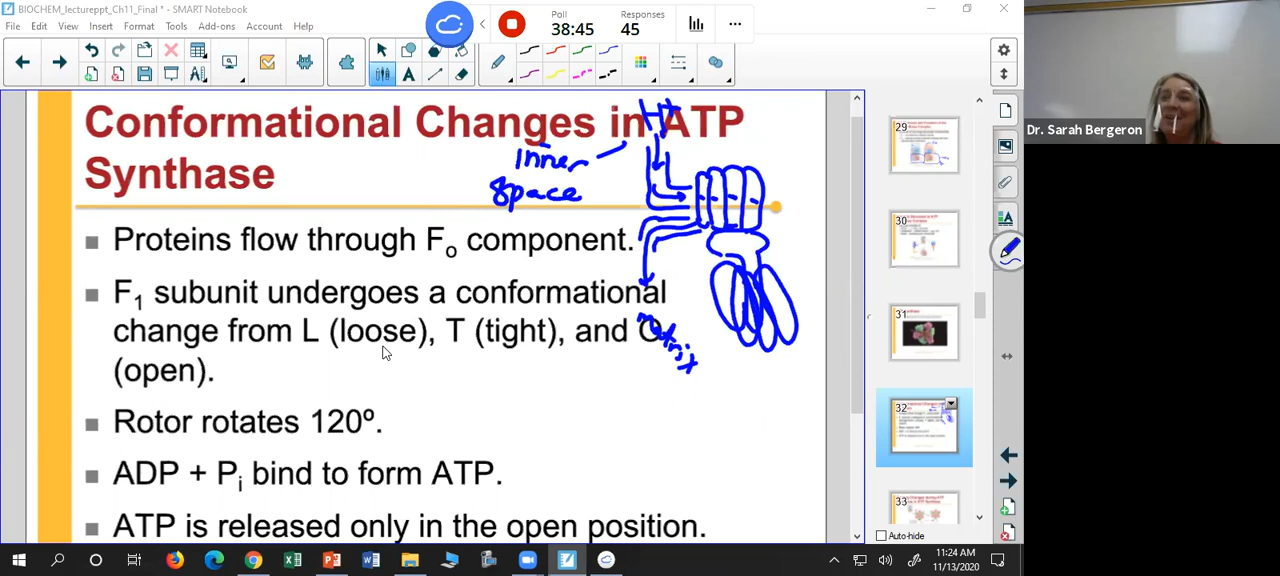 BIOCHEM_lectureppt_Ch11_Final * - SMART Notebook
File Edit View Insert Format Tools Add-ons Account Help
Poll
38:45
Responses
45
Dr. Sarah Bergeron
Conformational Changes in ATP
Synthase
H+
inner
space
matrix
■ Proteins flow through Fo component.
■ F1 subunit undergoes a conformational
change from L (loose), T (tight), and O
(open).
■ Rotor rotates 120º.
■ ADP + Pi bind to form ATP.
■ ATP is released only in the open position.
29
30
31
32
33
Auto-hide
11:24 AM
11/13/2020